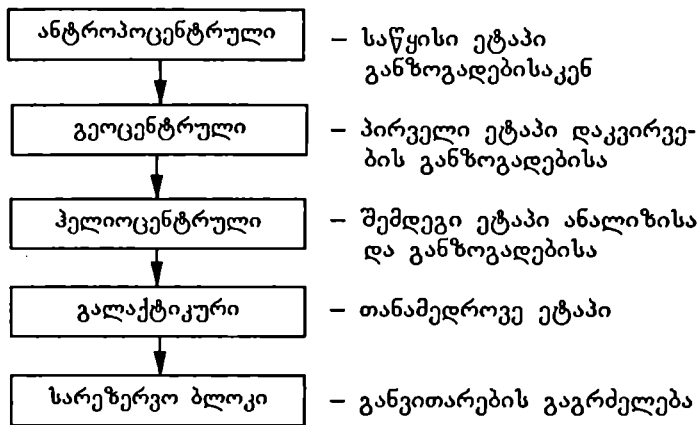 ანტროპოცენტრული
– საწყისი ეტაპი
განზოგადებისაკენ
გეოცენტრული
– პირველი ეტაპი დაკვირვე-
ბის განზოგადებისა
ჰელიოცენტრული
– შემდეგი ეტაპი ანალიზისა
და განზოგადებისა
გალაქტიკური
– თანამედროვე ეტაპი
სარეზერვო ბლოკი
– განვითარების გაგრძელება